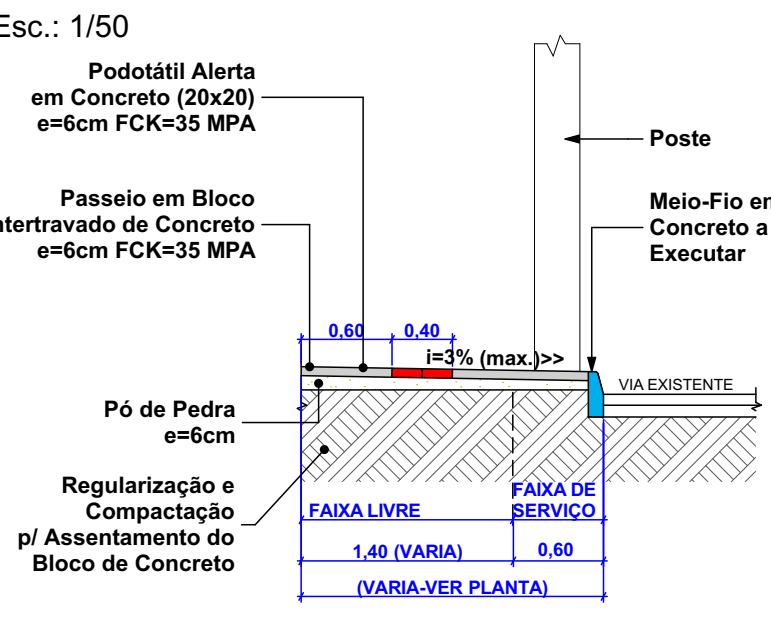 Esc.: 1/50
Podotátil Alerta
em Concreto (20x20)
e=6cm FCK=35 MPA
Poste
Passeio em Bloco
ntertravado de Concreto
e=6cm FCK=35 MPA
Meio-Fio em
Concreto a
Executar
0,60
0,40
i=3% (max.)>>
VIA EXISTENTE
Pó de Pedra
e=6cm
Regularização e
Compactação
p/ Assentamento do
Bloco de Concreto
FAIXA LIVRE
FAIXA DE
SERVIÇO
1,40 (VARIA)
0,60
(VARIA-VER PLANTA)